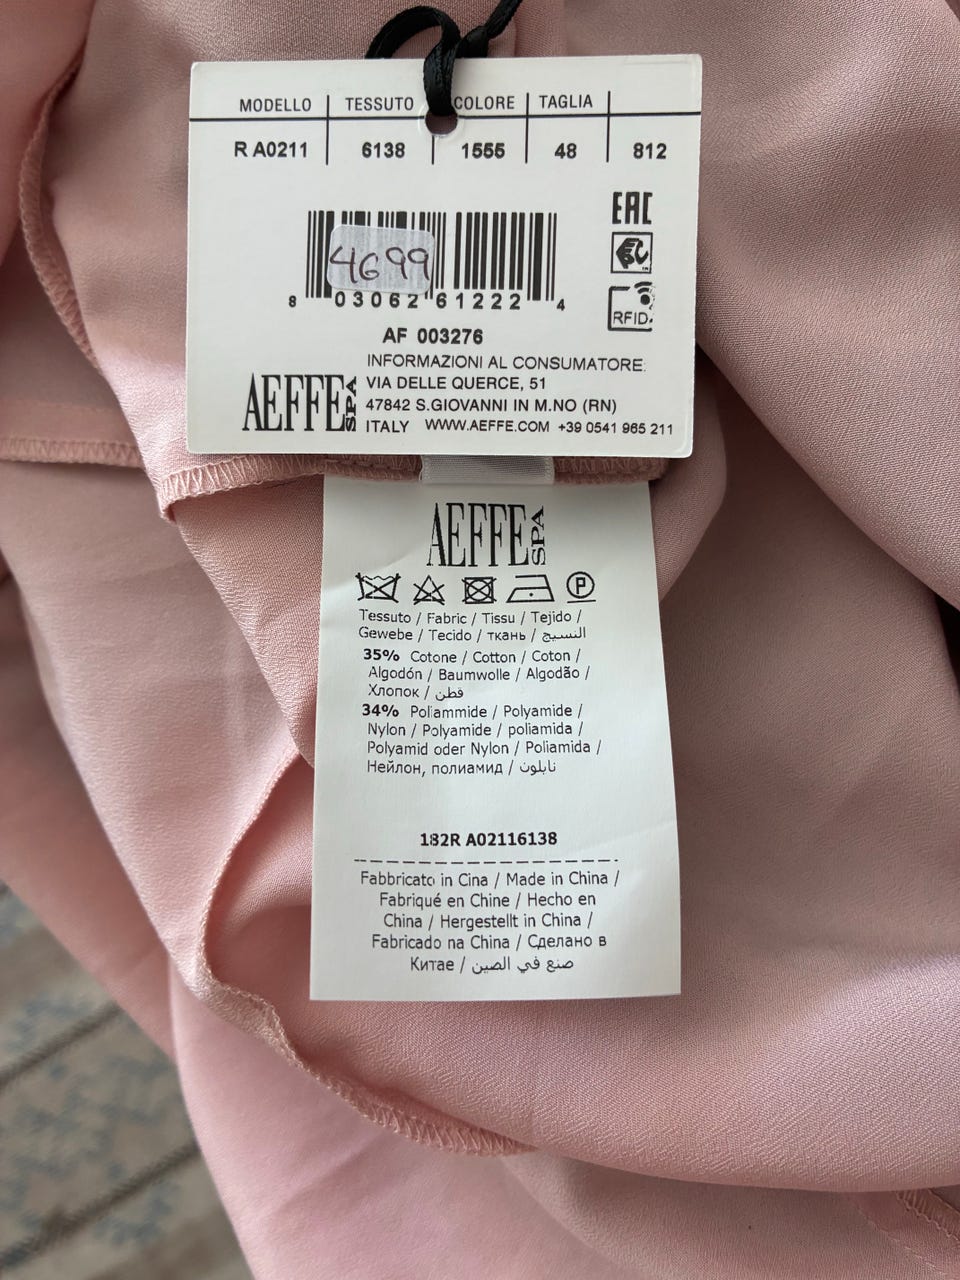 MODELLO TESSUTO COLORE TAGLIA
R A0211 6138 1555 48 812
EAC
4699
RFID
8 03062 61222 4
AF 003276
INFORMAZIONI AL CONSUMATORE:
VIA DELLE QUERCE, 51
47842 S.GIOVANNI IN M.NO (RN)
AEFFE SPA
ITALY WWW.AEFFE.COM +39 0541 965 211
AEFFE SPA
P
Tessuto / Fabric / Tissu / Tejido /
Gewebe / Tecido / ткань / النسيج
35% Cotone / Cotton / Coton /
Algodón / Baumwolle / Algodão /
Хлопок / قطن
34% Poliammide / Polyamide /
Nylon / Polyamide / poliamida /
Polyamid oder Nylon / Poliamida /
Нейлон, полиамид / نابلون
182R A02116138
Fabbricato in Cina / Made in China /
Fabriqué en Chine / Hecho en
China / Hergestellt in China /
Fabricado na China / Сделано в
Китае / صنع في الصين